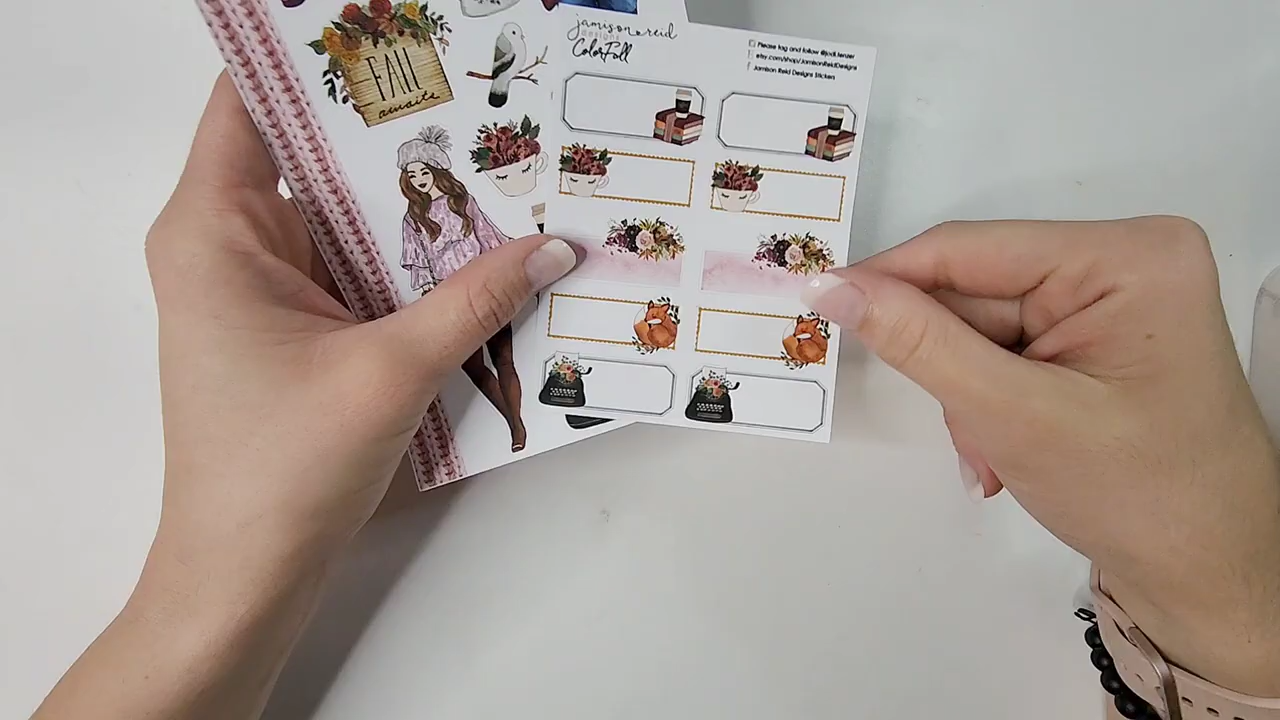 FALL
awaits
jamison reid
designs
ColorFall
Please tag and follow @jodi.fenzer
etsy.com/shop/JamisonReidDesigns
Jamison Reid Designs Stickers